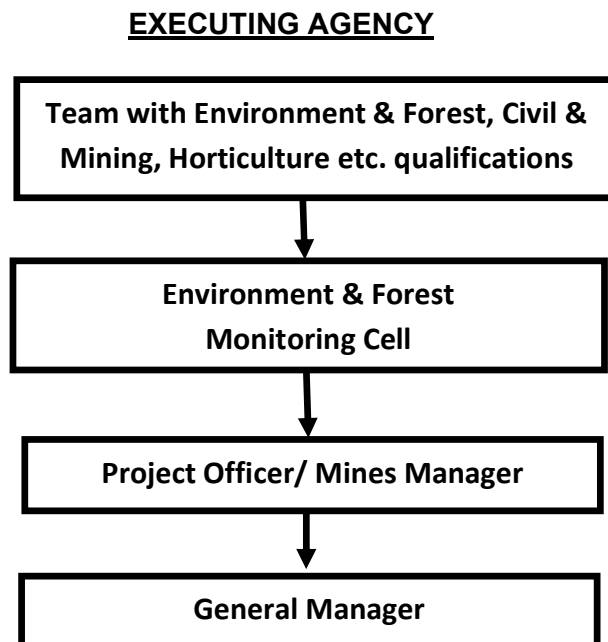 EXECUTING AGENCY
Team with Environment & Forest, Civil &
Mining, Horticulture etc. qualifications
Environment & Forest
Monitoring Cell
Project Officer/ Mines Manager
General Manager